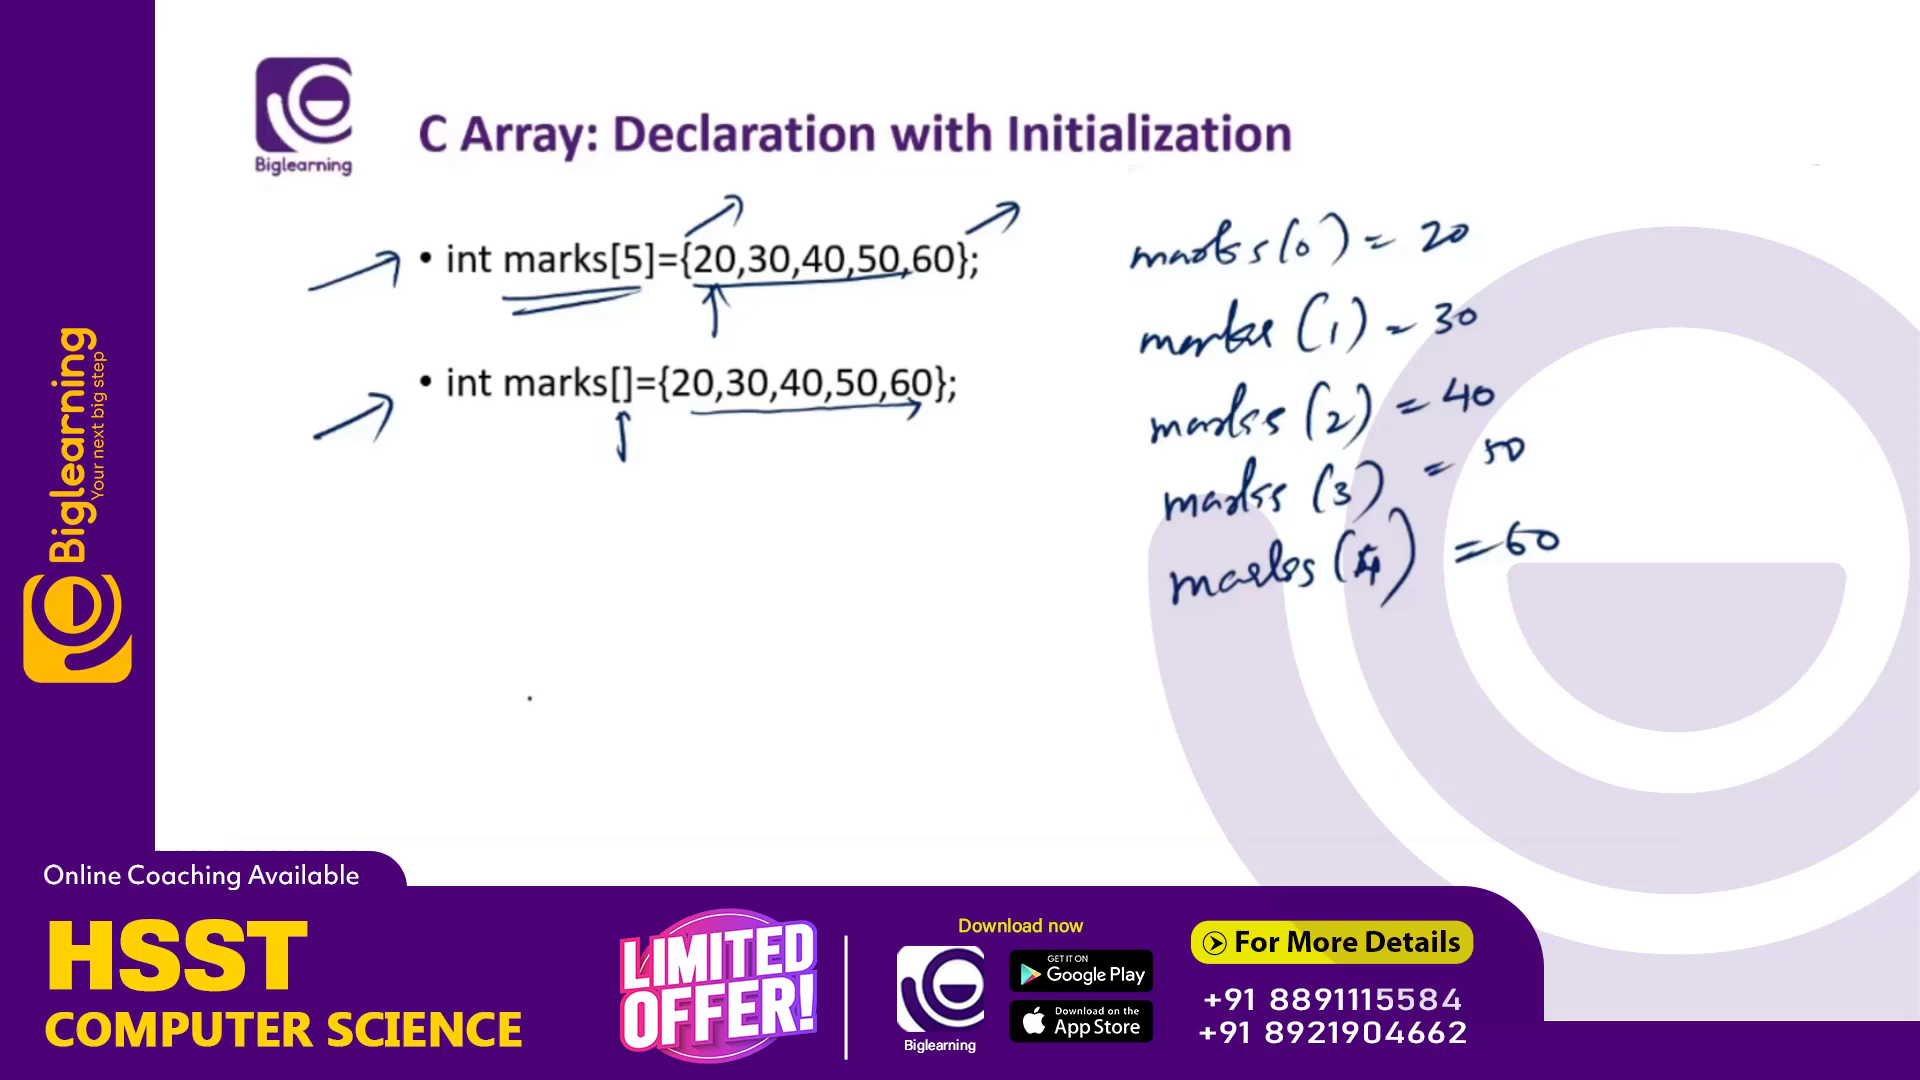 Biglearning
C Array: Declaration with Initialization
• int marks[5]={20,30,40,50,60};
• int marks[]={20,30,40,50,60};
marks(0) = 20
marks (1) = 30
marks (2) = 40
marks (3) = 50
marks (4) = 60
Biglearning
Your next big step
Online Coaching Available
HSST
COMPUTER SCIENCE
LIMITED
OFFER!
Download now
Biglearning
GET IT ON
Google Play
Download on the
App Store
For More Details
+91 8891115584
+91 8921904662